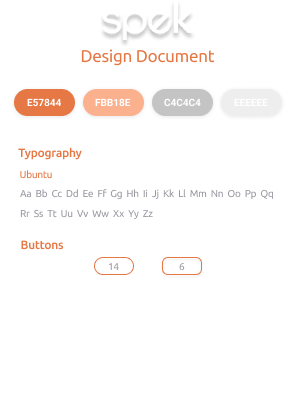 spek
Design Document
E57844 FBB18E C4C4C4 EEEEEE
Typography
Ubuntu
Aa Bb Cc Dd Ee Ff Gg Hh Ii Jj Kk Ll Mm Nn Oo Pp Qq
Rr Ss Tt Uu Vv Ww Xx Yy Zz
Buttons
14 6